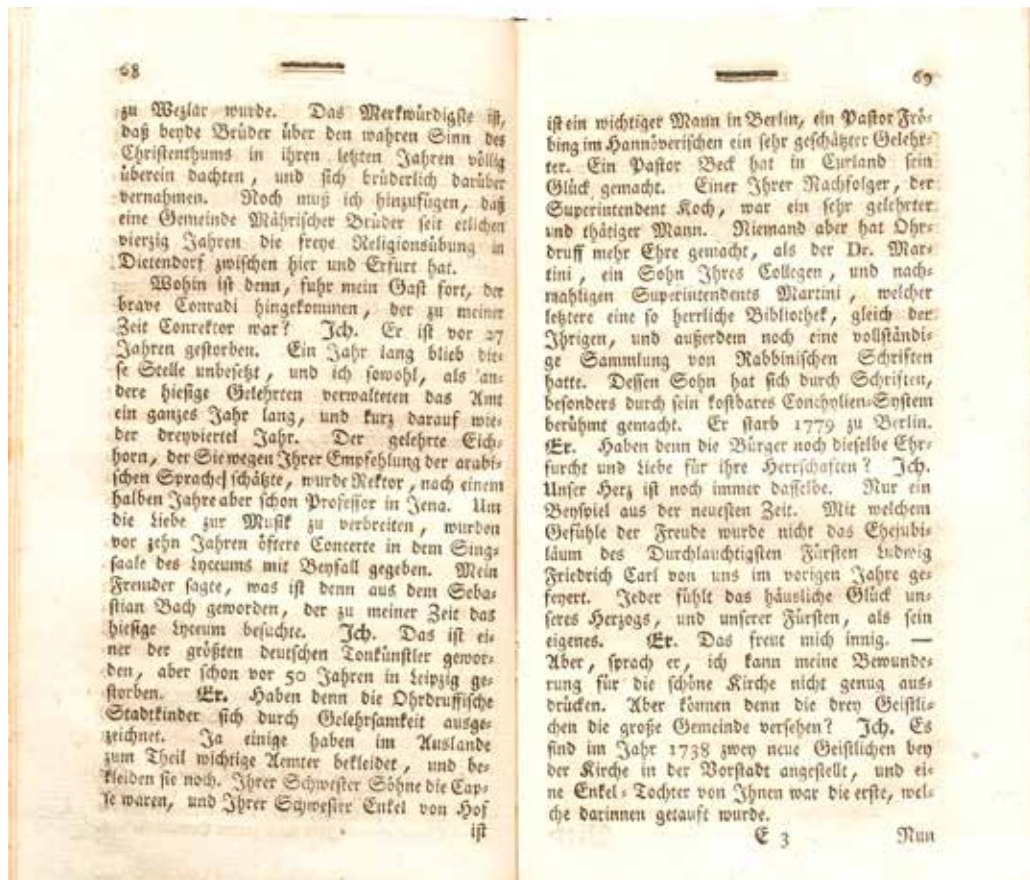 68
zu Wezlar wurde. Das Merkwürdigste ist,
daß beyde Brüder über den wahren Sinn des
Christenthums in ihren letzten Jahren völlig
überein dachten, und sich brüderlich darüber
vernahmen. Noch muß ich hinzufügen, daß
eine Gemeinde Mährischer Brüder seit etlichen
vierzig Jahren die freye Religionsübung in
Dietendorf zwischen hier und Erfurt hat.
Wohin ist denn, fuhr mein Gast fort, der
brave Conradi hingekommen, der zu meiner
Zeit Conrektor war? Ich. Er ist vor 27
Jahren gestorben. Ein Jahr lang blieb die-
se Stelle unbesetzt, und ich sowohl, als an-
dere hiesige Gelehrten verwalteten das Amt
ein ganzes Jahr lang, und kurz darauf wie-
der dreyviertel Jahr. Der gelehrte Eich-
horn, der Sie wegen Ihrer Empfehlung der arabi-
schen Sprache schätzte, wurde Rektor, nach einem
halben Jahre aber schon Professor in Jena. Um
die Liebe zur Musik zu verbreiten, wurden
vor zehn Jahren öftere Concerte in dem Sing-
saale des Lyceums mit Beyfall gegeben. Mein
Fremder sagte, was ist denn aus dem Seba-
stian Bach geworden, der zu meiner Zeit das
hiesige Lyceum besuchte. Ich. Das ist ei-
ner der größten deutschen Tonkünstler gewor-
den, aber schon vor 50 Jahren in Leipzig ge-
storben. Er. Haben denn die Ohrdruffische
Stadtkinder sich durch Gelehrsamkeit ausge-
zeichnet. Ja einige haben im Auslande
zum Theil wichtige Aemter bekleidet, und be-
kleiden sie noch. Ihrer Schwester Söhne die Cap-
pe waren, und Ihrer Schwester Enkel von Hof
ist
69
ist ein wichtiger Mann in Berlin, ein Pastor Frö-
bing im Hannöverischen ein sehr geschätzter Gelehr-
ter. Ein Pastor Beck hat in Curland sein
Glück gemacht. Einer Ihrer Nachfolger, der
Superintendent Koch, war ein sehr gelehrter
und thätiger Mann. Niemand aber hat Ohr-
druff mehr Ehre gemacht, als der Dr. Mar-
tini, ein Sohn Ihres Collegen, und nach-
mahligen Superintendents Martini, welcher
letztere eine so herrliche Bibliothek, gleich der
Ihrigen, und außerdem noch eine vollständi-
ge Sammlung von Rabbinischen Schriften
hatte. Dessen Sohn hat sich durch Schriften,
besonders durch sein kostbares Conchylien-System
berühmt gemacht. Er starb 1779 zu Berlin.
Er. Haben denn die Bürger noch dieselbe Ehr-
furcht und Liebe für ihre Herrschaften? Ich.
Unser Herz ist noch immer dasselbe. Nur ein
Beyspiel aus der neuesten Zeit. Mit welchem
Gefühle der Freude wurde nicht das Ehejubi-
läum des Durchlauchtigsten Fürsten Ludwig
Friedrich Carl von uns im vorigen Jahre ge-
feyert. Jeder fühlt das häusliche Glück un-
seres Herzogs, und unserer Fürsten, als sein
eigenes. Er. Das freut mich innig. —
Aber, sprach er, ich kann meine Bewunde-
rung für die schöne Kirche nicht genug aus-
drücken. Aber können denn die drey Geistli-
chen die große Gemeinde versehen? Ich. Es
sind im Jahr 1738 zwey neue Geistlichen bey
der Kirche in der Vorstadt angestellt, und ei-
ne Enkel-Tochter von Ihnen war die erste, wel-
che darinnen getauft wurde.
E 3 Nun